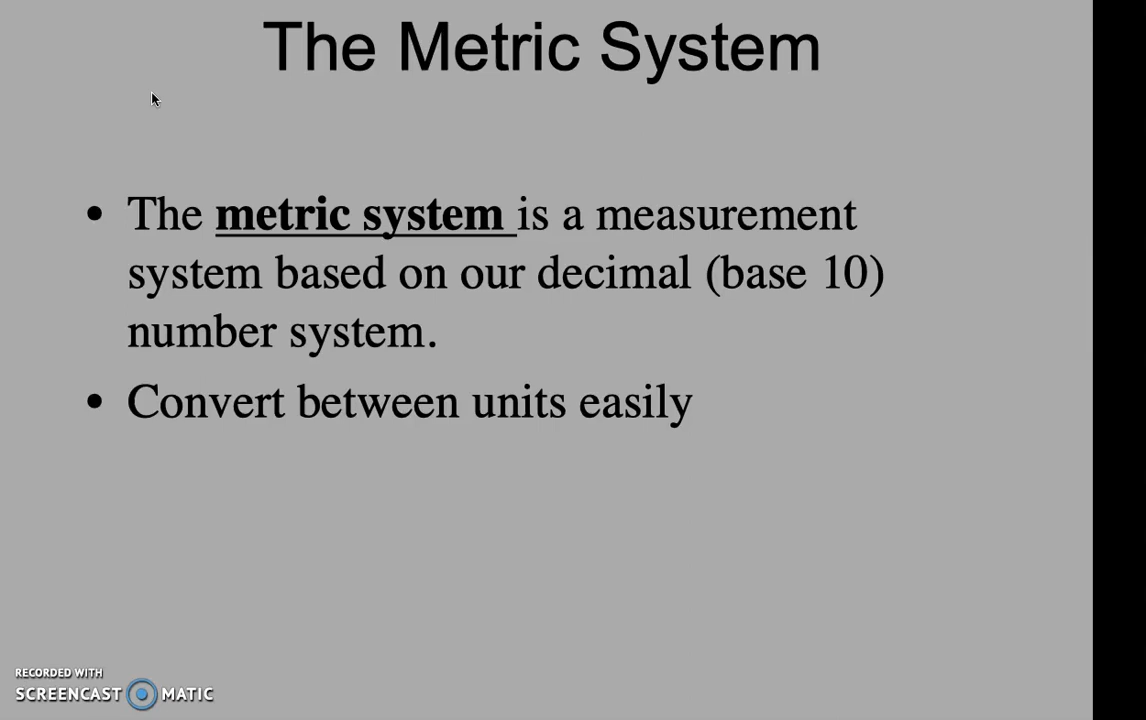 The Metric System
• The metric system is a measurement
system based on our decimal (base 10)
number system.
• Convert between units easily
RECORDED WITH
SCREENCAST MATIC